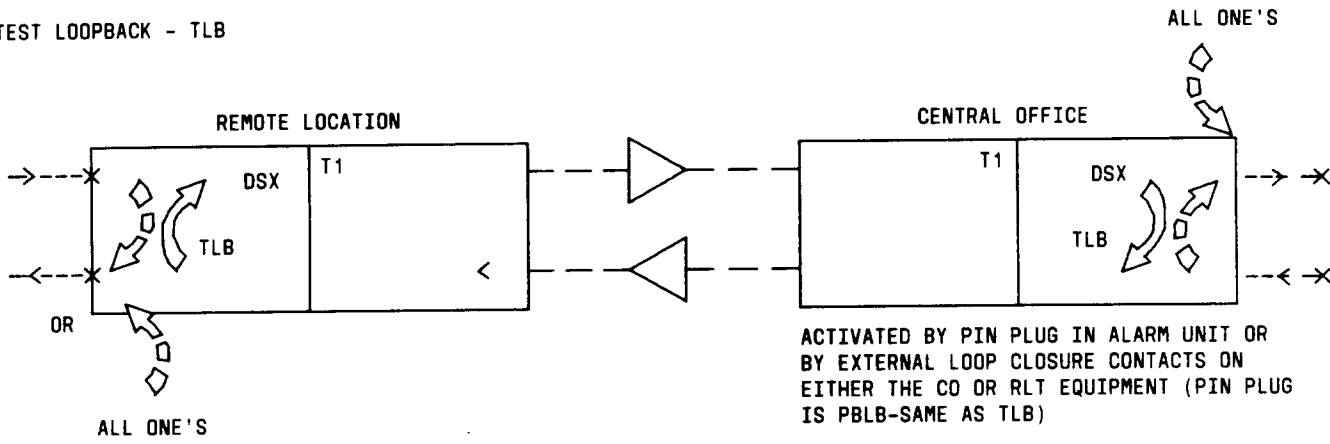 TEST LOOPBACK - TLB
ALL ONE'S
REMOTE LOCATION
CENTRAL OFFICE
DSX
T1
TLB
T1
DSX
TLB
OR
ALL ONE'S
ACTIVATED BY PIN PLUG IN ALARM UNIT OR
BY EXTERNAL LOOP CLOSURE CONTACTS ON
EITHER THE CO OR RLT EQUIPMENT (PIN PLUG
IS PBLB-SAME AS TLB)